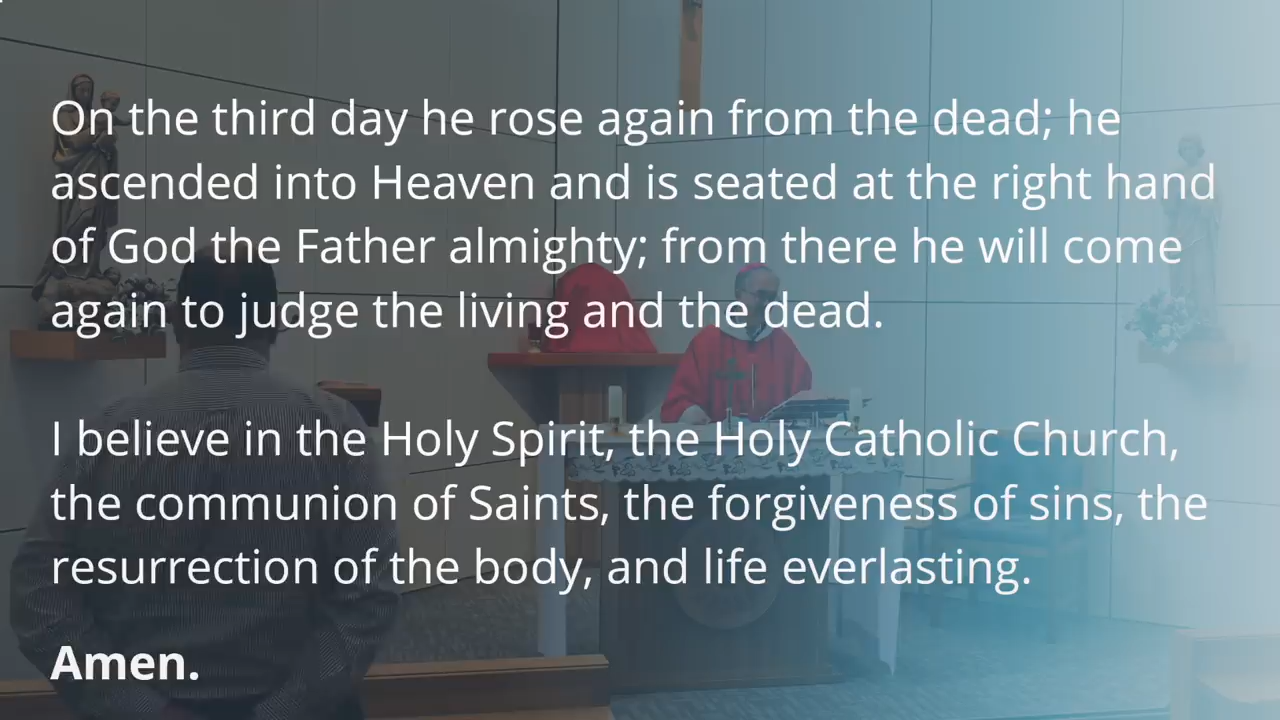 On the third day he rose again from the dead; he
ascended into Heaven and is seated at the right hand
of God the Father almighty; from there he will come
again to judge the living and the dead.
I believe in the Holy Spirit, the Holy Catholic Church,
the communion of Saints, the forgiveness of sins, the
resurrection of the body, and life everlasting.
Amen.